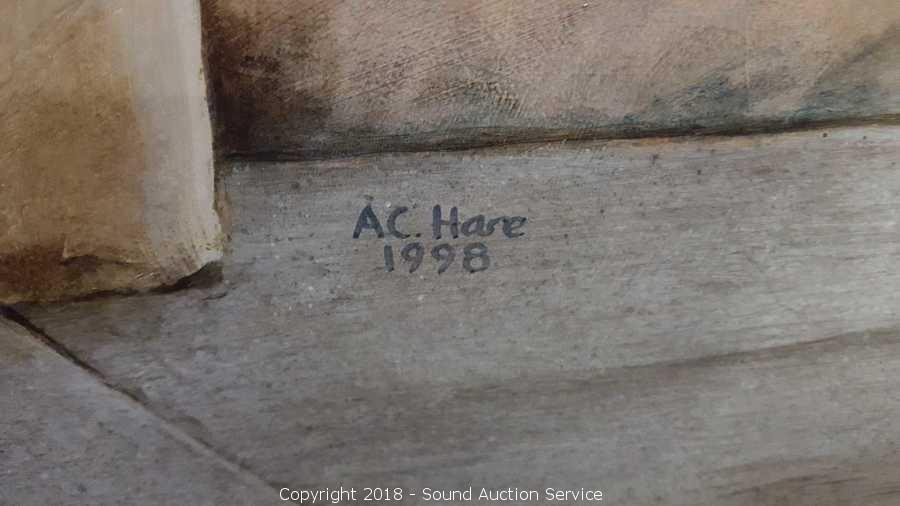 A.C. Hare
1998
Copyright 2018 - Sound Auction Service